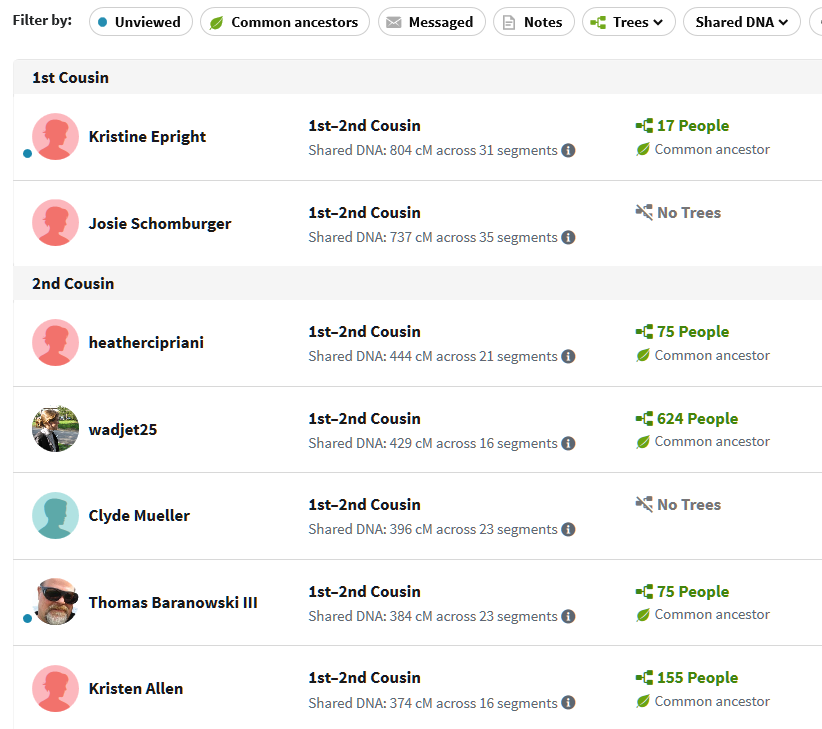 Filter by: Unviewed Common ancestors Messaged Notes Trees Shared DNA
1st Cousin
Kristine Epright
1st–2nd Cousin
Shared DNA: 804 cM across 31 segments
17 People
Common ancestor
Josie Schomburger
1st–2nd Cousin
Shared DNA: 737 cM across 35 segments
No Trees
2nd Cousin
heathercipriani
1st–2nd Cousin
Shared DNA: 444 cM across 21 segments
75 People
Common ancestor
wadjet25
1st–2nd Cousin
Shared DNA: 429 cM across 16 segments
624 People
Common ancestor
Clyde Mueller
1st–2nd Cousin
Shared DNA: 396 cM across 23 segments
No Trees
Thomas Baranowski III
1st–2nd Cousin
Shared DNA: 384 cM across 23 segments
75 People
Common ancestor
Kristen Allen
1st–2nd Cousin
Shared DNA: 374 cM across 16 segments
155 People
Common ancestor